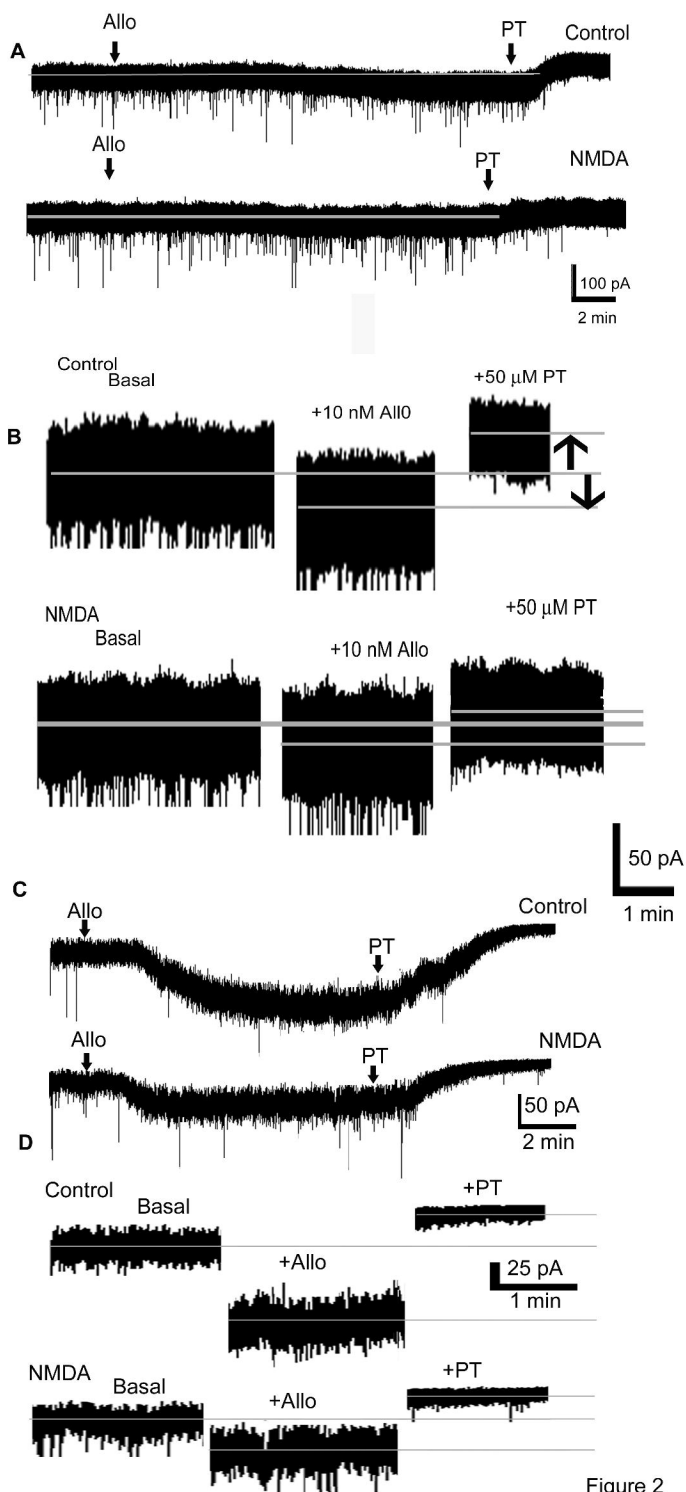 Allo
PT
Control
A
Allo
PT
NMDA
100 pA
2 min
Control
Basal
+10 nM All0
+50 μM PT
B
NMDA
Basal
+10 nM Allo
+50 μM PT
50 pA
1 min
C
Allo
PT
Control
Allo
PT
NMDA
50 pA
2 min
D
Control
Basal
+Allo
+PT
25 pA
1 min
NMDA
Basal
+Allo
+PT
Figure 2